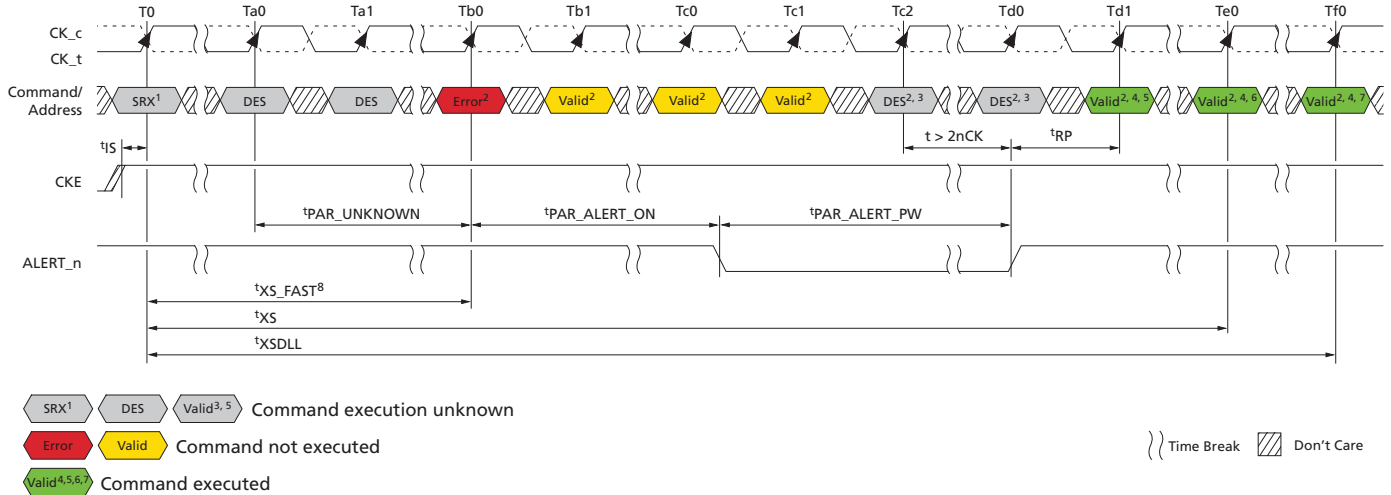 T0 Ta0 Ta1 Tb0 Tb1 Tc0 Tc1 Tc2 Td0 Td1 Te0 Tf0
CK_c
CK_t
Command/
Address
SRX¹ DES DES Error² Valid² Valid² Valid² DES²,³ DES²,³ Valid²,⁴,⁵ Valid²,⁴,⁶ Valid²,⁴,⁷
t > 2nCK ᵗRP
ᵗIS
CKE
ᵗPAR_UNKNOWN ᵗPAR_ALERT_ON ᵗPAR_ALERT_PW
ALERT_n
ᵗXS_FAST⁸
ᵗXS
ᵗXSDLL
SRX¹ DES Valid³,⁵ Command execution unknown
Error Valid Command not executed
Time Break Don't Care
Valid⁴,⁵,⁶,⁷ Command executed